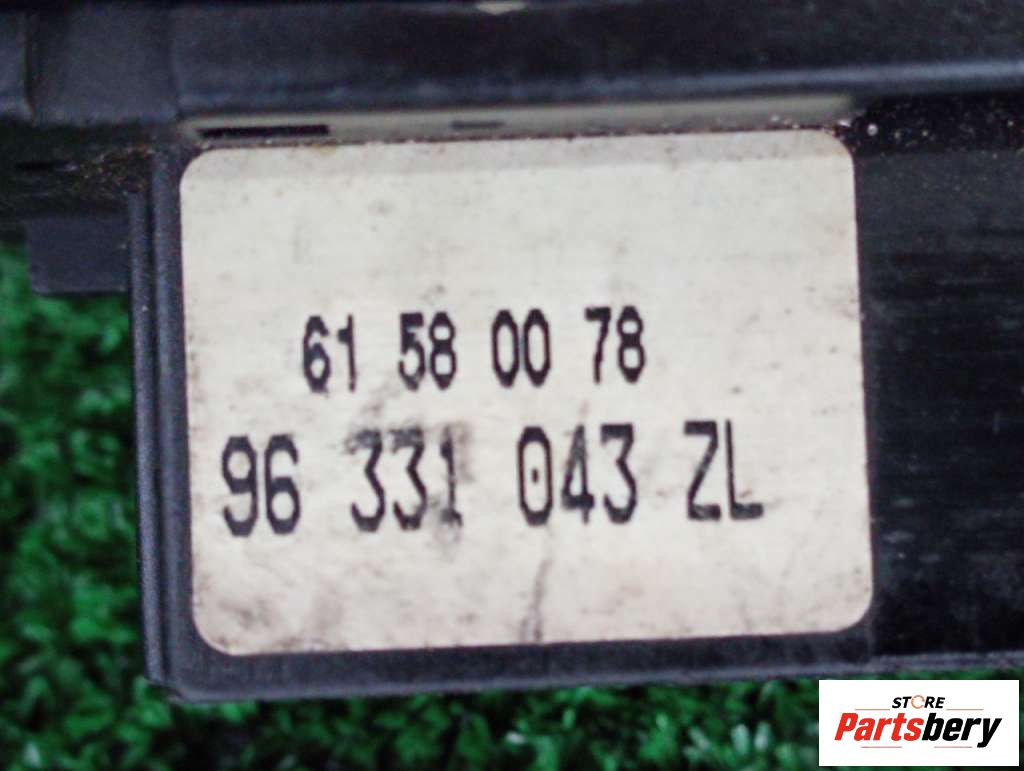 61 58 00 78
96 331 043 ZL
STORE
Partsbery